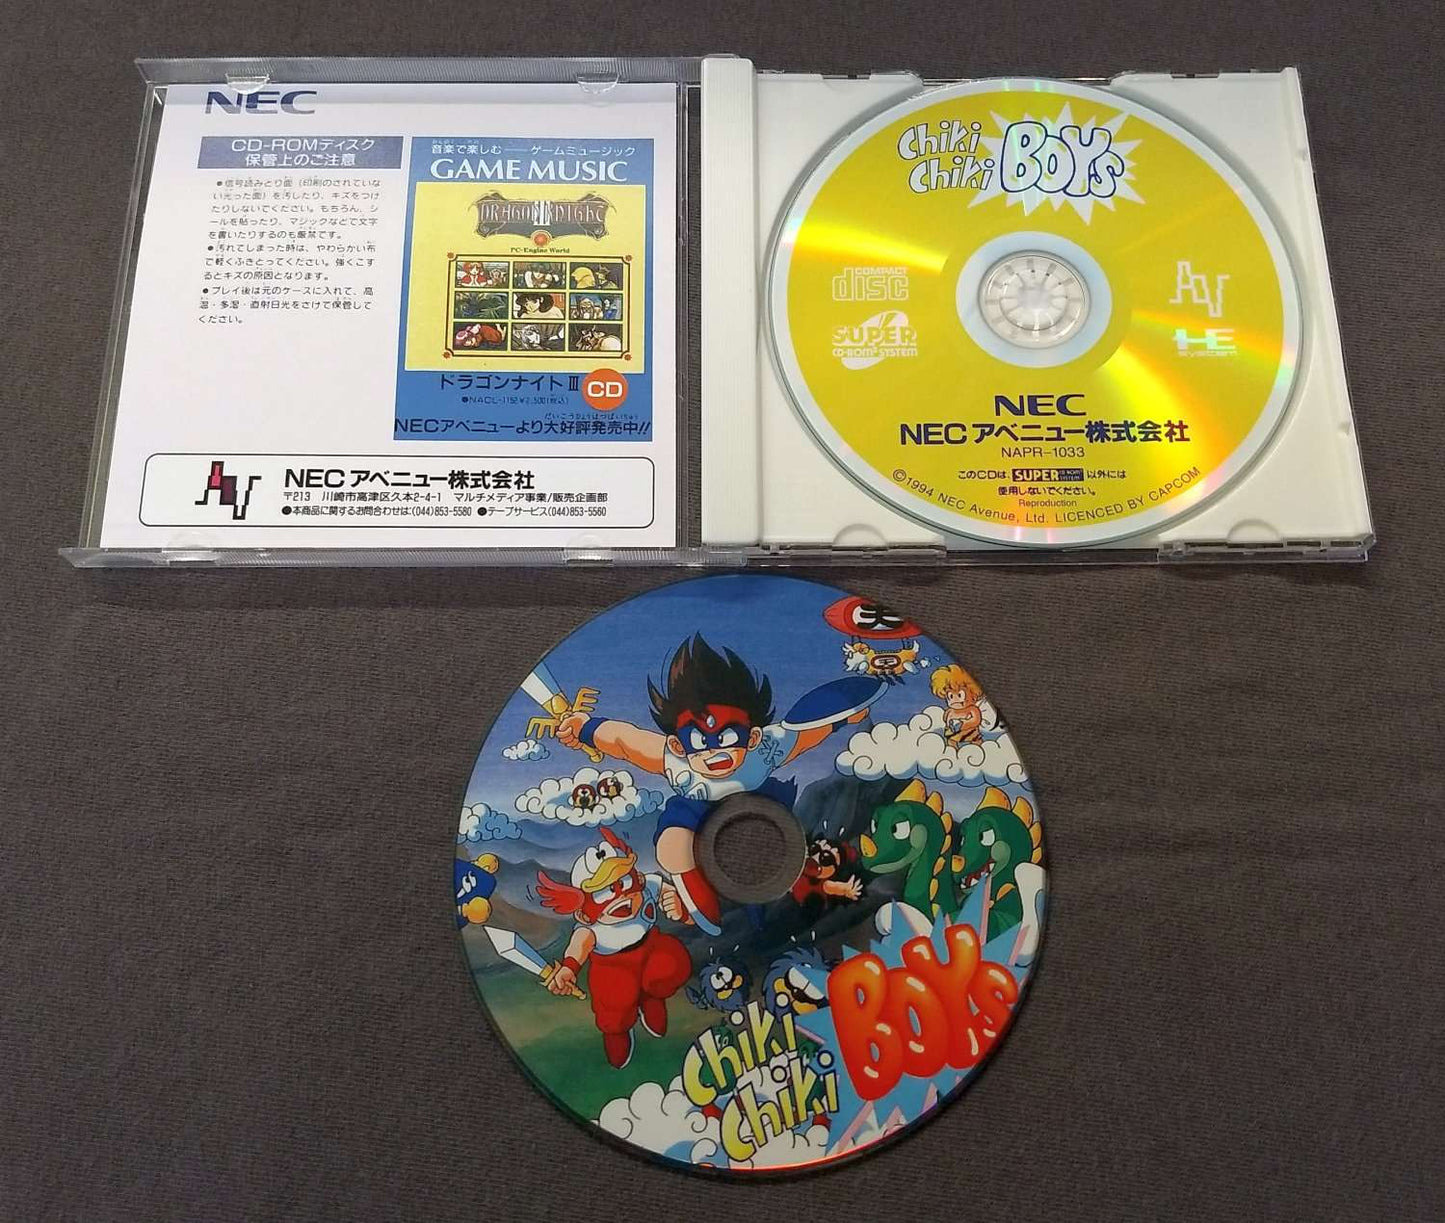 NEC
CD-ROMディスク
保管上のご注意
●信号読みとり面（印刷のされていな
い光った面）を汚したり、キズをつけ
たりしないでください。もちろん、シ
ールを貼ったり、マジックなどで文字
を書いたりするのも厳禁です。
●汚れてしまった時は、やわらかい布
で軽くふきとってください。強くこす
るとキズの原因となります。
●プレイ後は元のケースに入れて、高
温・多湿・直射日光をさけて保管して
ください。
音楽で楽しむ──ゲームミュージック
GAME MUSIC
DRAGON KNIGHT
III
PC-Engine World
ドラゴンナイトⅢ CD
●NACL-1152 ¥2,500(税込)
NECアベニューより大好評発売中!!
NEC アベニュー株式会社
〒213 川崎市高津区久本2-4-1 マルチメディア事業/販売企画部
●本商品に関するお問合わせは:(044)853-5580 ●テープサービス(044)853-5560
Chiki
Chiki BOYs
COMPACT
disc
SUPER
CD-ROM² SYSTEM
AV
HE
SYSTEM
NEC
NEC アベニュー株式会社
NAPR-1033
このCDは、SUPER CD-ROM² SYSTEM 以外には
使用しないでください。
Reproduction
©1994 NEC Avenue, Ltd. LICENCED BY CAPCOM
天
Chiki
Chiki
BOYs